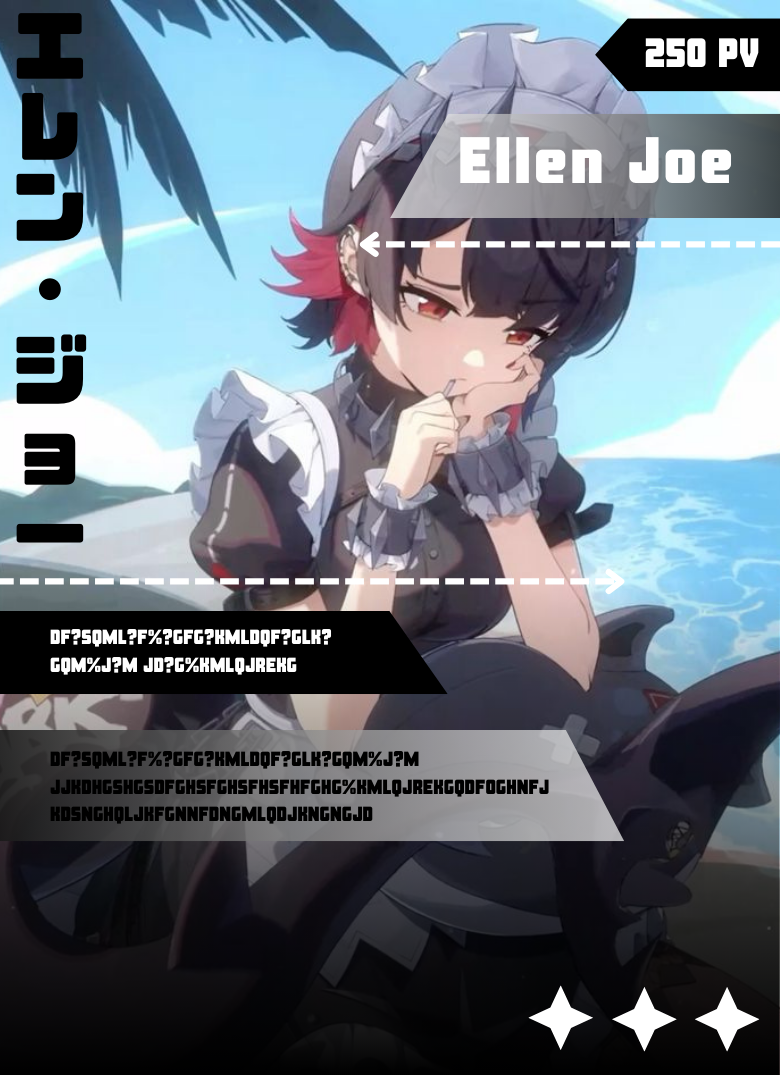 エレン・ジョー
250 PV
Ellen Joe
DF?SQML?F%?GFG?KMLDQF?GLK?
GQM%J?M JD?G%KMLQJREKG
DF?SQML?F%?GFG?KMLDQF?GLK?GQM%J?M
JJKDHGSHGSDFGHSFGHSFHSFHFGHG%KMLQJREKGQDFOGHNFJ
KDSNGHQLJKFGNNFDNGMLQDJKNGNGJD